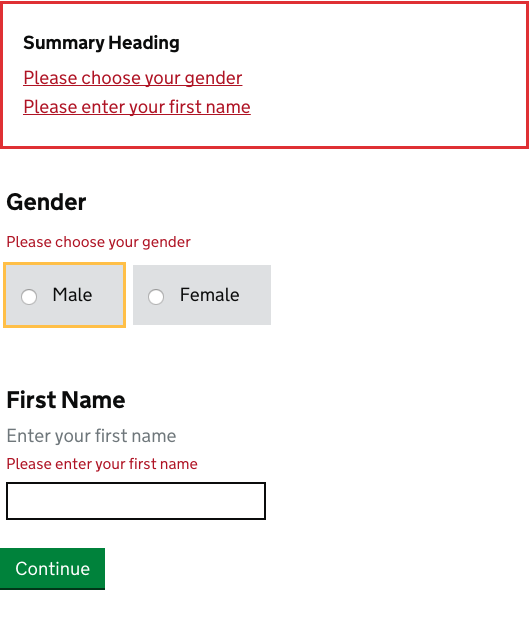 Summary Heading
Please choose your gender
Please enter your first name
Gender
Please choose your gender
Male Female
First Name
Enter your first name
Please enter your first name
Continue